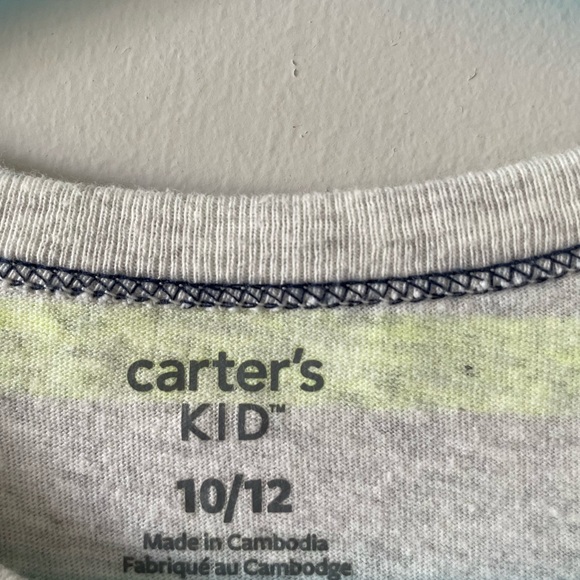 carter's
KID™
10/12
Made in Cambodia
Fabriqué au Cambodge